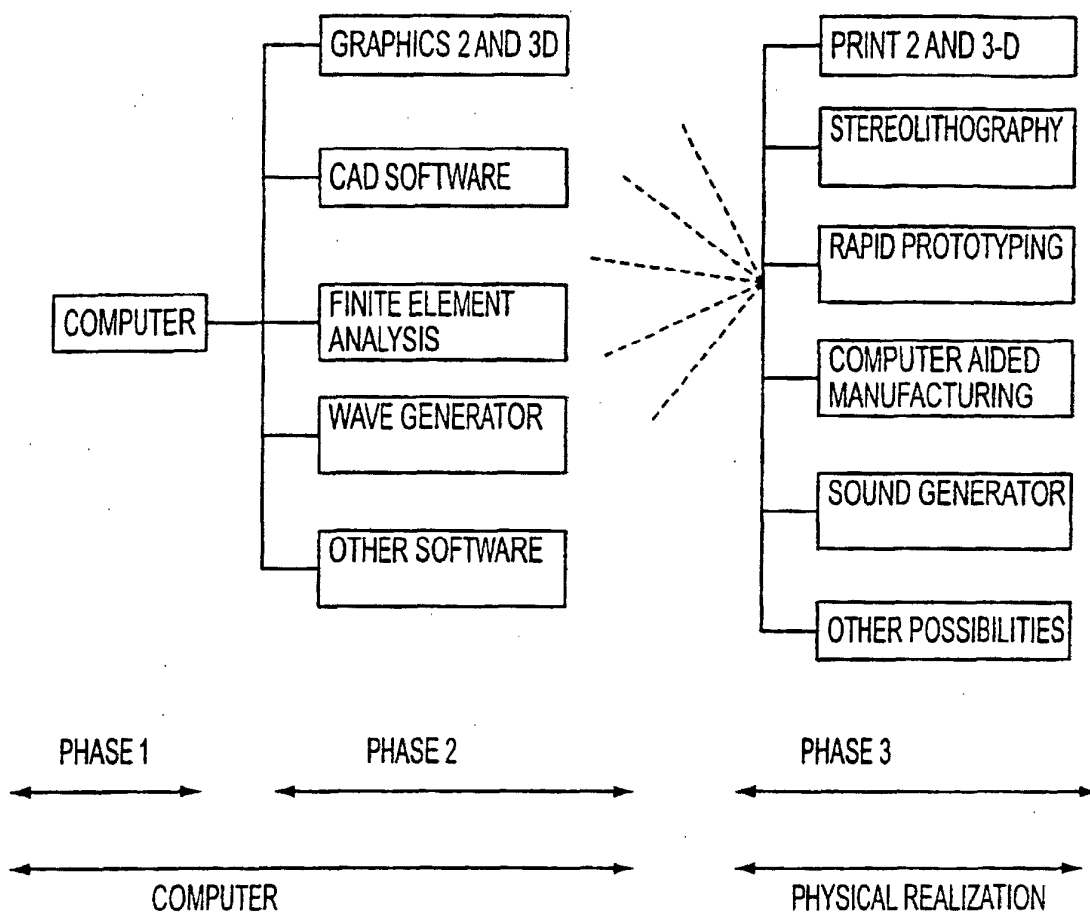 GRAPHICS 2 AND 3D
CAD SOFTWARE
COMPUTER
FINITE ELEMENT
ANALYSIS
WAVE GENERATOR
OTHER SOFTWARE
PRINT 2 AND 3-D
STEREOLITHOGRAPHY
RAPID PROTOTYPING
COMPUTER AIDED
MANUFACTURING
SOUND GENERATOR
OTHER POSSIBILITIES
PHASE 1
PHASE 2
PHASE 3
COMPUTER
PHYSICAL REALIZATION